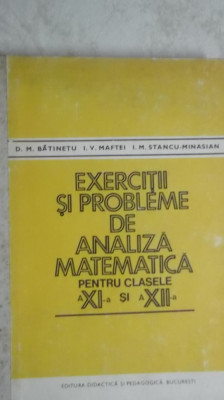 D. M. BĂTINEȚU I. V. MAFTEI I. M. STANCU-MINASIAN
EXERCIȚII
ȘI PROBLEME
DE
ANALIZĂ
MATEMATICĂ
PENTRU CLASELE
A XI-a ȘI A XII-a
EDITURA DIDACTICĂ ȘI PEDAGOGICĂ, BUCUREȘTI